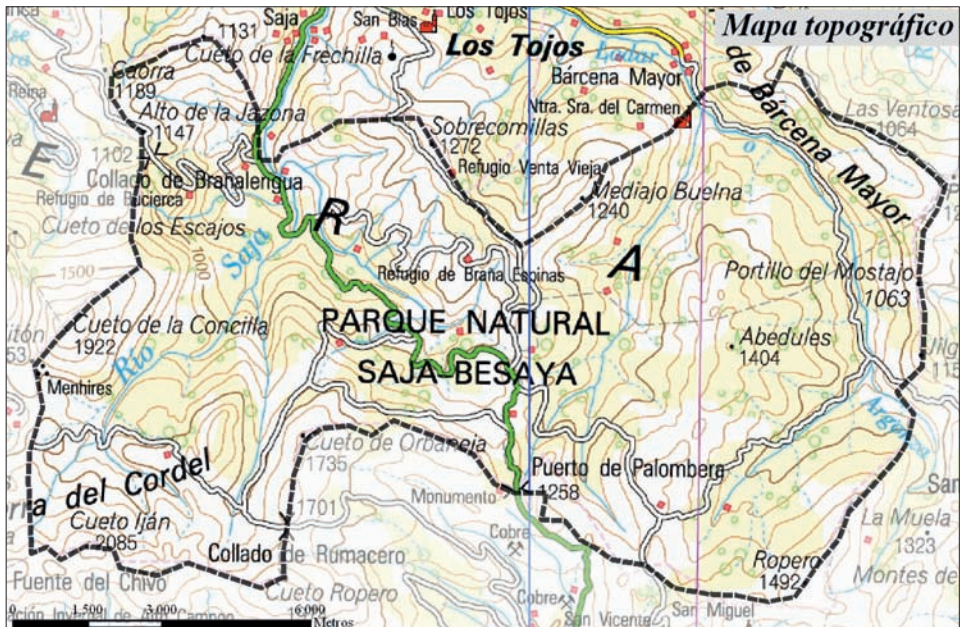 Mapa topográfico
Saja
San Blas
Los Tojos
1131
Cueto de la Frechilla
Los Tojos
Bárcena Mayor
de Bárcena Mayor
Caorra
1189
Ntra. Sra. del Carmen
Las Ventosa
1064
Reina
Alto de la Jazona
1147
Sobrecomillas
1272
Refugio Venta Vieja
E
1102
Collado de Brañalengua
Mediajo Buelna
1240
Refugio de Bucierca
Cueto de los Escajos
R
A
1000
Saja
1500
Refugio de Braña Espinas
Portillo del Mostajo
1063
Cueto de la Concilla
1922
PARQUE NATURAL
SAJA-BESAYA
Abedules
1404
Río
Menhires
Cueto de Orbaneja
1735
Puerto de Palombera
1258
a del Cordel
Monumento
1701
Cueto Iján
2085
Cobre
La Muela
1323
Collado de Rumacero
Ropero
1492
Montes de
Fuente del Chivo
Cueto Ropero
Cobre
San Miguel
San Vicente
0 1.500 3.000 6.000
Metros